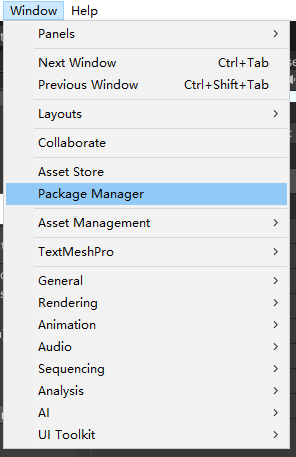 Window Help
Panels
Next Window Ctrl+Tab
Previous Window Ctrl+Shift+Tab
Layouts
Collaborate
Asset Store
Package Manager
Asset Management
TextMeshPro
General
Rendering
Animation
Audio
Sequencing
Analysis
AI
UI Toolkit